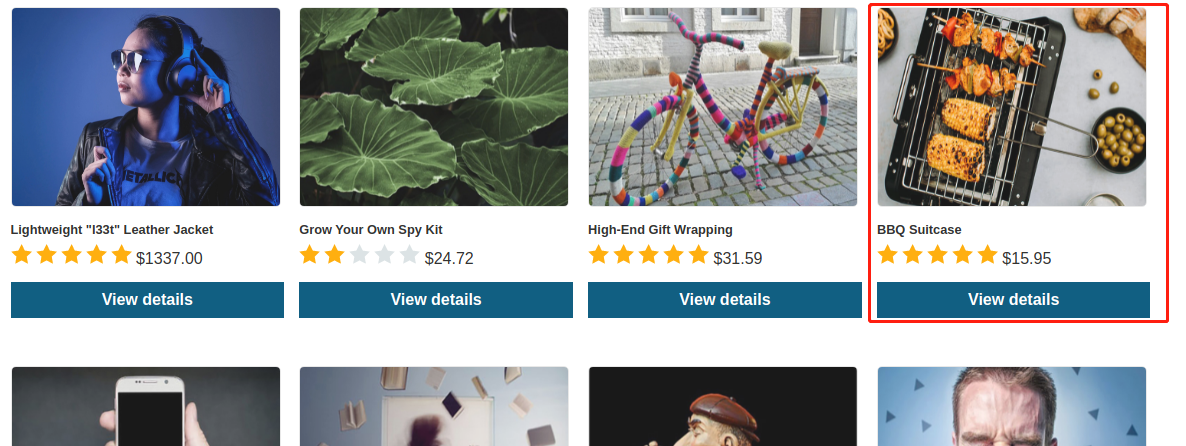 METALLICA
Lightweight "l33t" Leather Jacket
Grow Your Own Spy Kit
High-End Gift Wrapping
BBQ Suitcase
$1337.00
$24.72
$31.59
$15.95
View details
View details
View details
View details